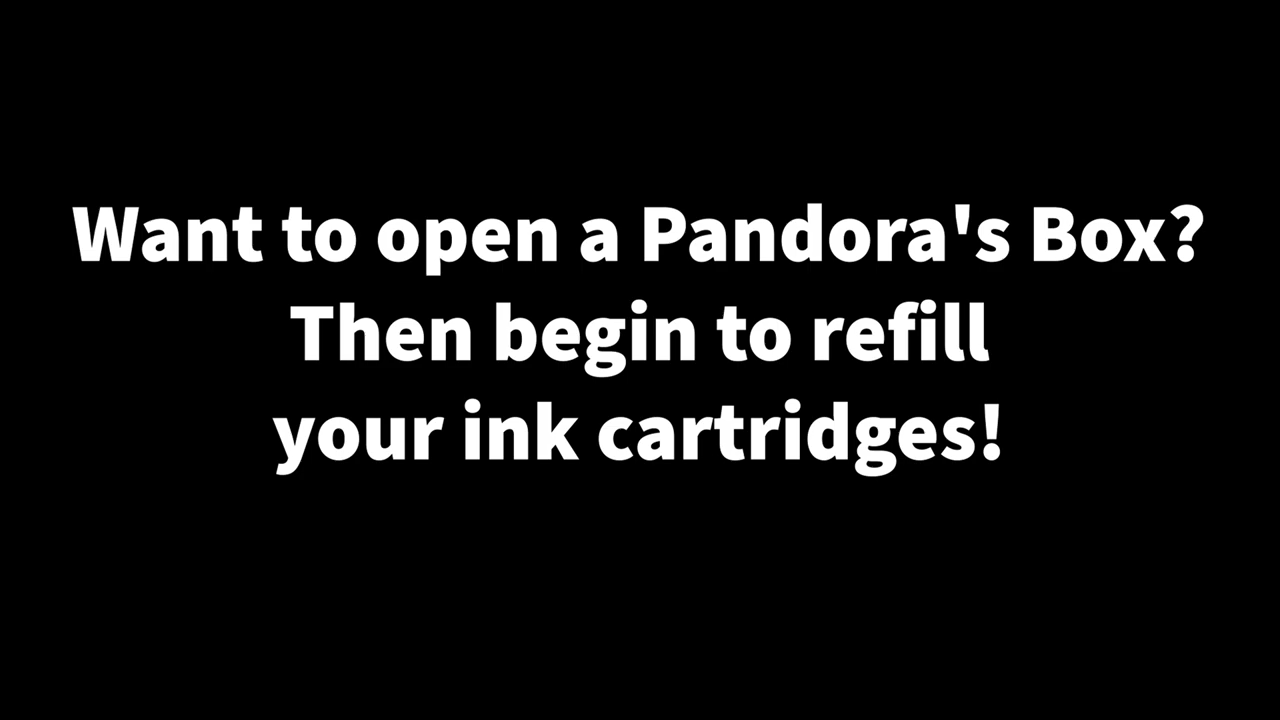 Want to open a Pandora's Box?
Then begin to refill
your ink cartridges!